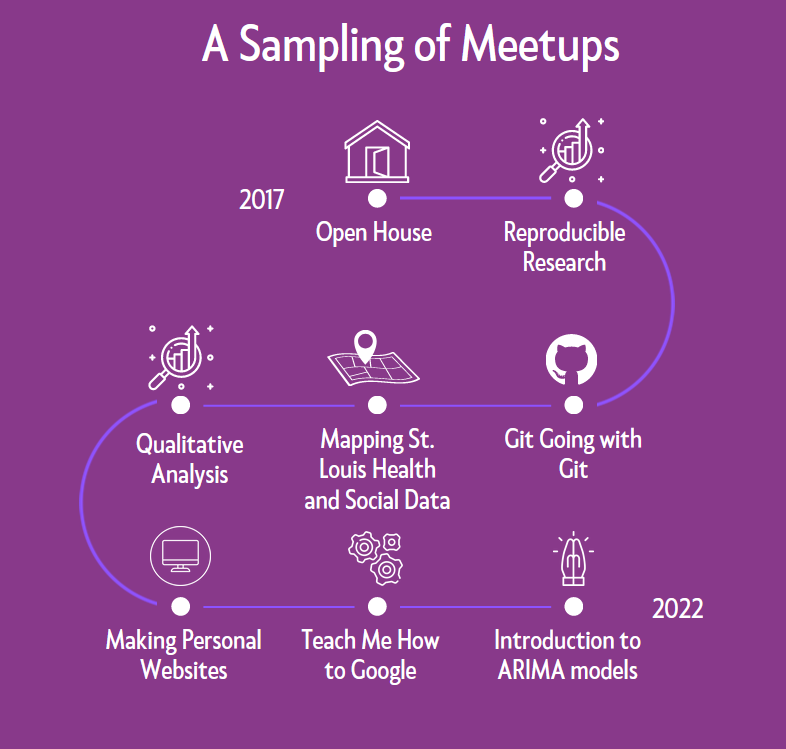 A Sampling of Meetups
2017
Open House
Reproducible
Research
Qualitative
Analysis
Mapping St.
Louis Health
and Social Data
Git Going with
Git
Making Personal
Websites
Teach Me How
to Google
Introduction to
ARIMA models
2022